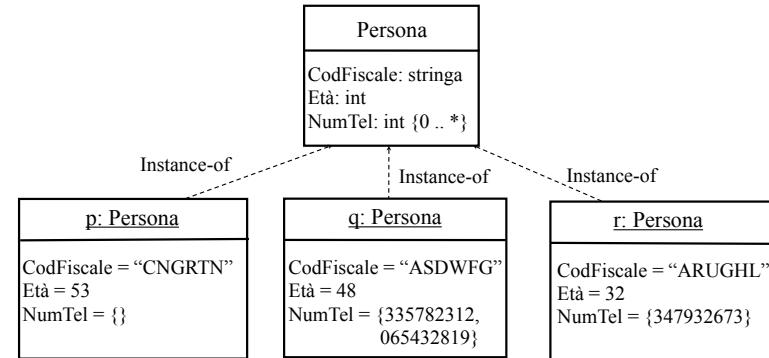 Persona
CodFiscale: stringa
Età: int
NumTel: int {0 .. *}
Instance-of
Instance-of
Instance-of
p: Persona
CodFiscale = “CNGRTN”
Età = 53
NumTel = {}
q: Persona
CodFiscale = “ASDWFG”
Età = 48
NumTel = {335782312,
065432819}
r: Persona
CodFiscale = “ARUGHL”
Età = 32
NumTel = {347932673}